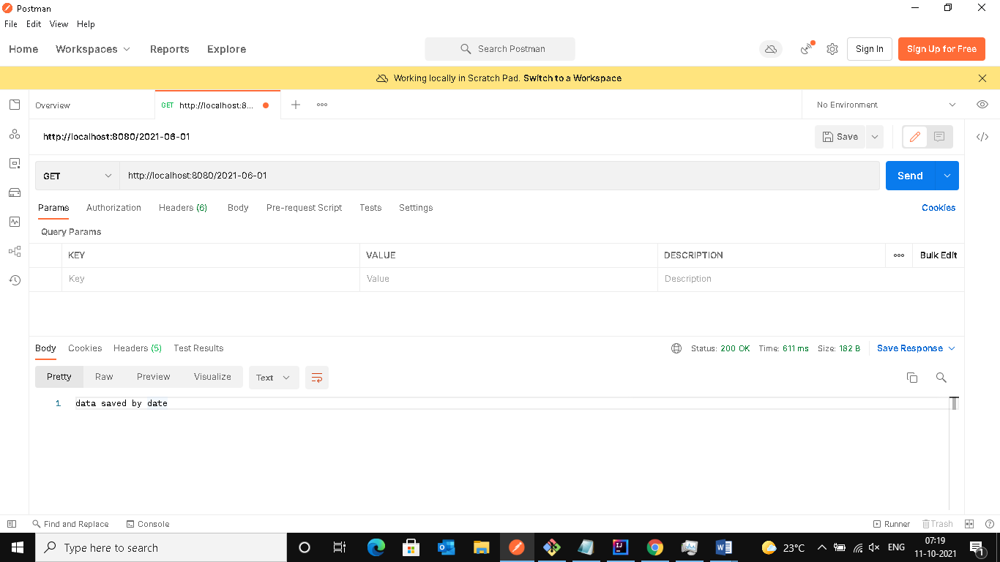 Postman
File Edit View Help
Home Workspaces Reports Explore Search Postman Sign In Sign Up for Free
Working locally in Scratch Pad. Switch to a Workspace
Overview GET http://localhost:8... No Environment
http://localhost:8080/2021-06-01 Save
GET http://localhost:8080/2021-06-01 Send
Params Authorization Headers (6) Body Pre-request Script Tests Settings Cookies
Query Params
KEY VALUE DESCRIPTION Bulk Edit
Key Value Description
Body Cookies Headers (5) Test Results Status: 200 OK Time: 611 ms Size: 182 B Save Response
Pretty Raw Preview Visualize Text
1 data saved by date
Find and Replace Console Runner Trash
Type here to search 23°C ENG 07:19
11-10-2021 1